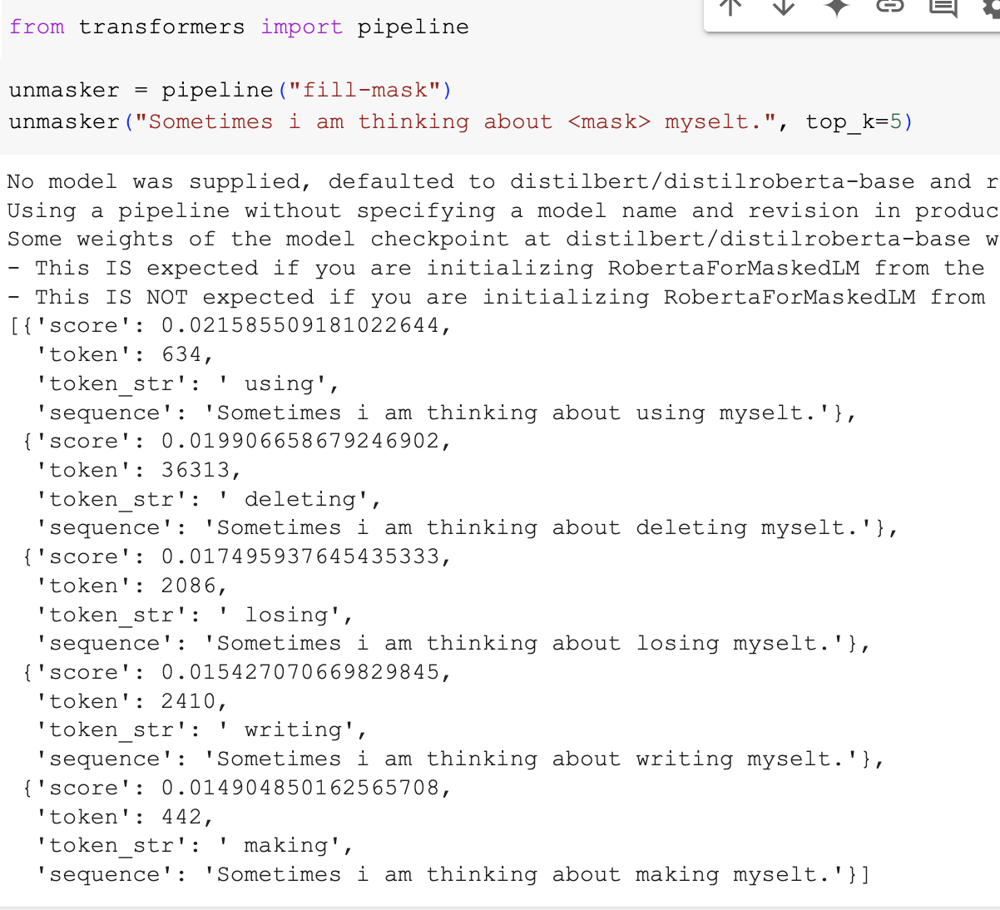 from transformers import pipeline
unmasker = pipeline("fill-mask")
unmasker("Sometimes i am thinking about <mask> myselt.", top_k=5)
No model was supplied, defaulted to distilbert/distilroberta-base and r
Using a pipeline without specifying a model name and revision in produc
Some weights of the model checkpoint at distilbert/distilroberta-base w
- This IS expected if you are initializing RobertaForMaskedLM from the
- This IS NOT expected if you are initializing RobertaForMaskedLM from
[{'score': 0.021585509181022644,
'token': 634,
'token_str': ' using',
'sequence': 'Sometimes i am thinking about using myselt.'},
{'score': 0.019906658679246902,
'token': 36313,
'token_str': ' deleting',
'sequence': 'Sometimes i am thinking about deleting myselt.'},
{'score': 0.017495937645435333,
'token': 2086,
'token_str': ' losing',
'sequence': 'Sometimes i am thinking about losing myselt.'},
{'score': 0.015427070669829845,
'token': 2410,
'token_str': ' writing',
'sequence': 'Sometimes i am thinking about writing myselt.'},
{'score': 0.014904850162565708,
'token': 442,
'token_str': ' making',
'sequence': 'Sometimes i am thinking about making myselt.'}]